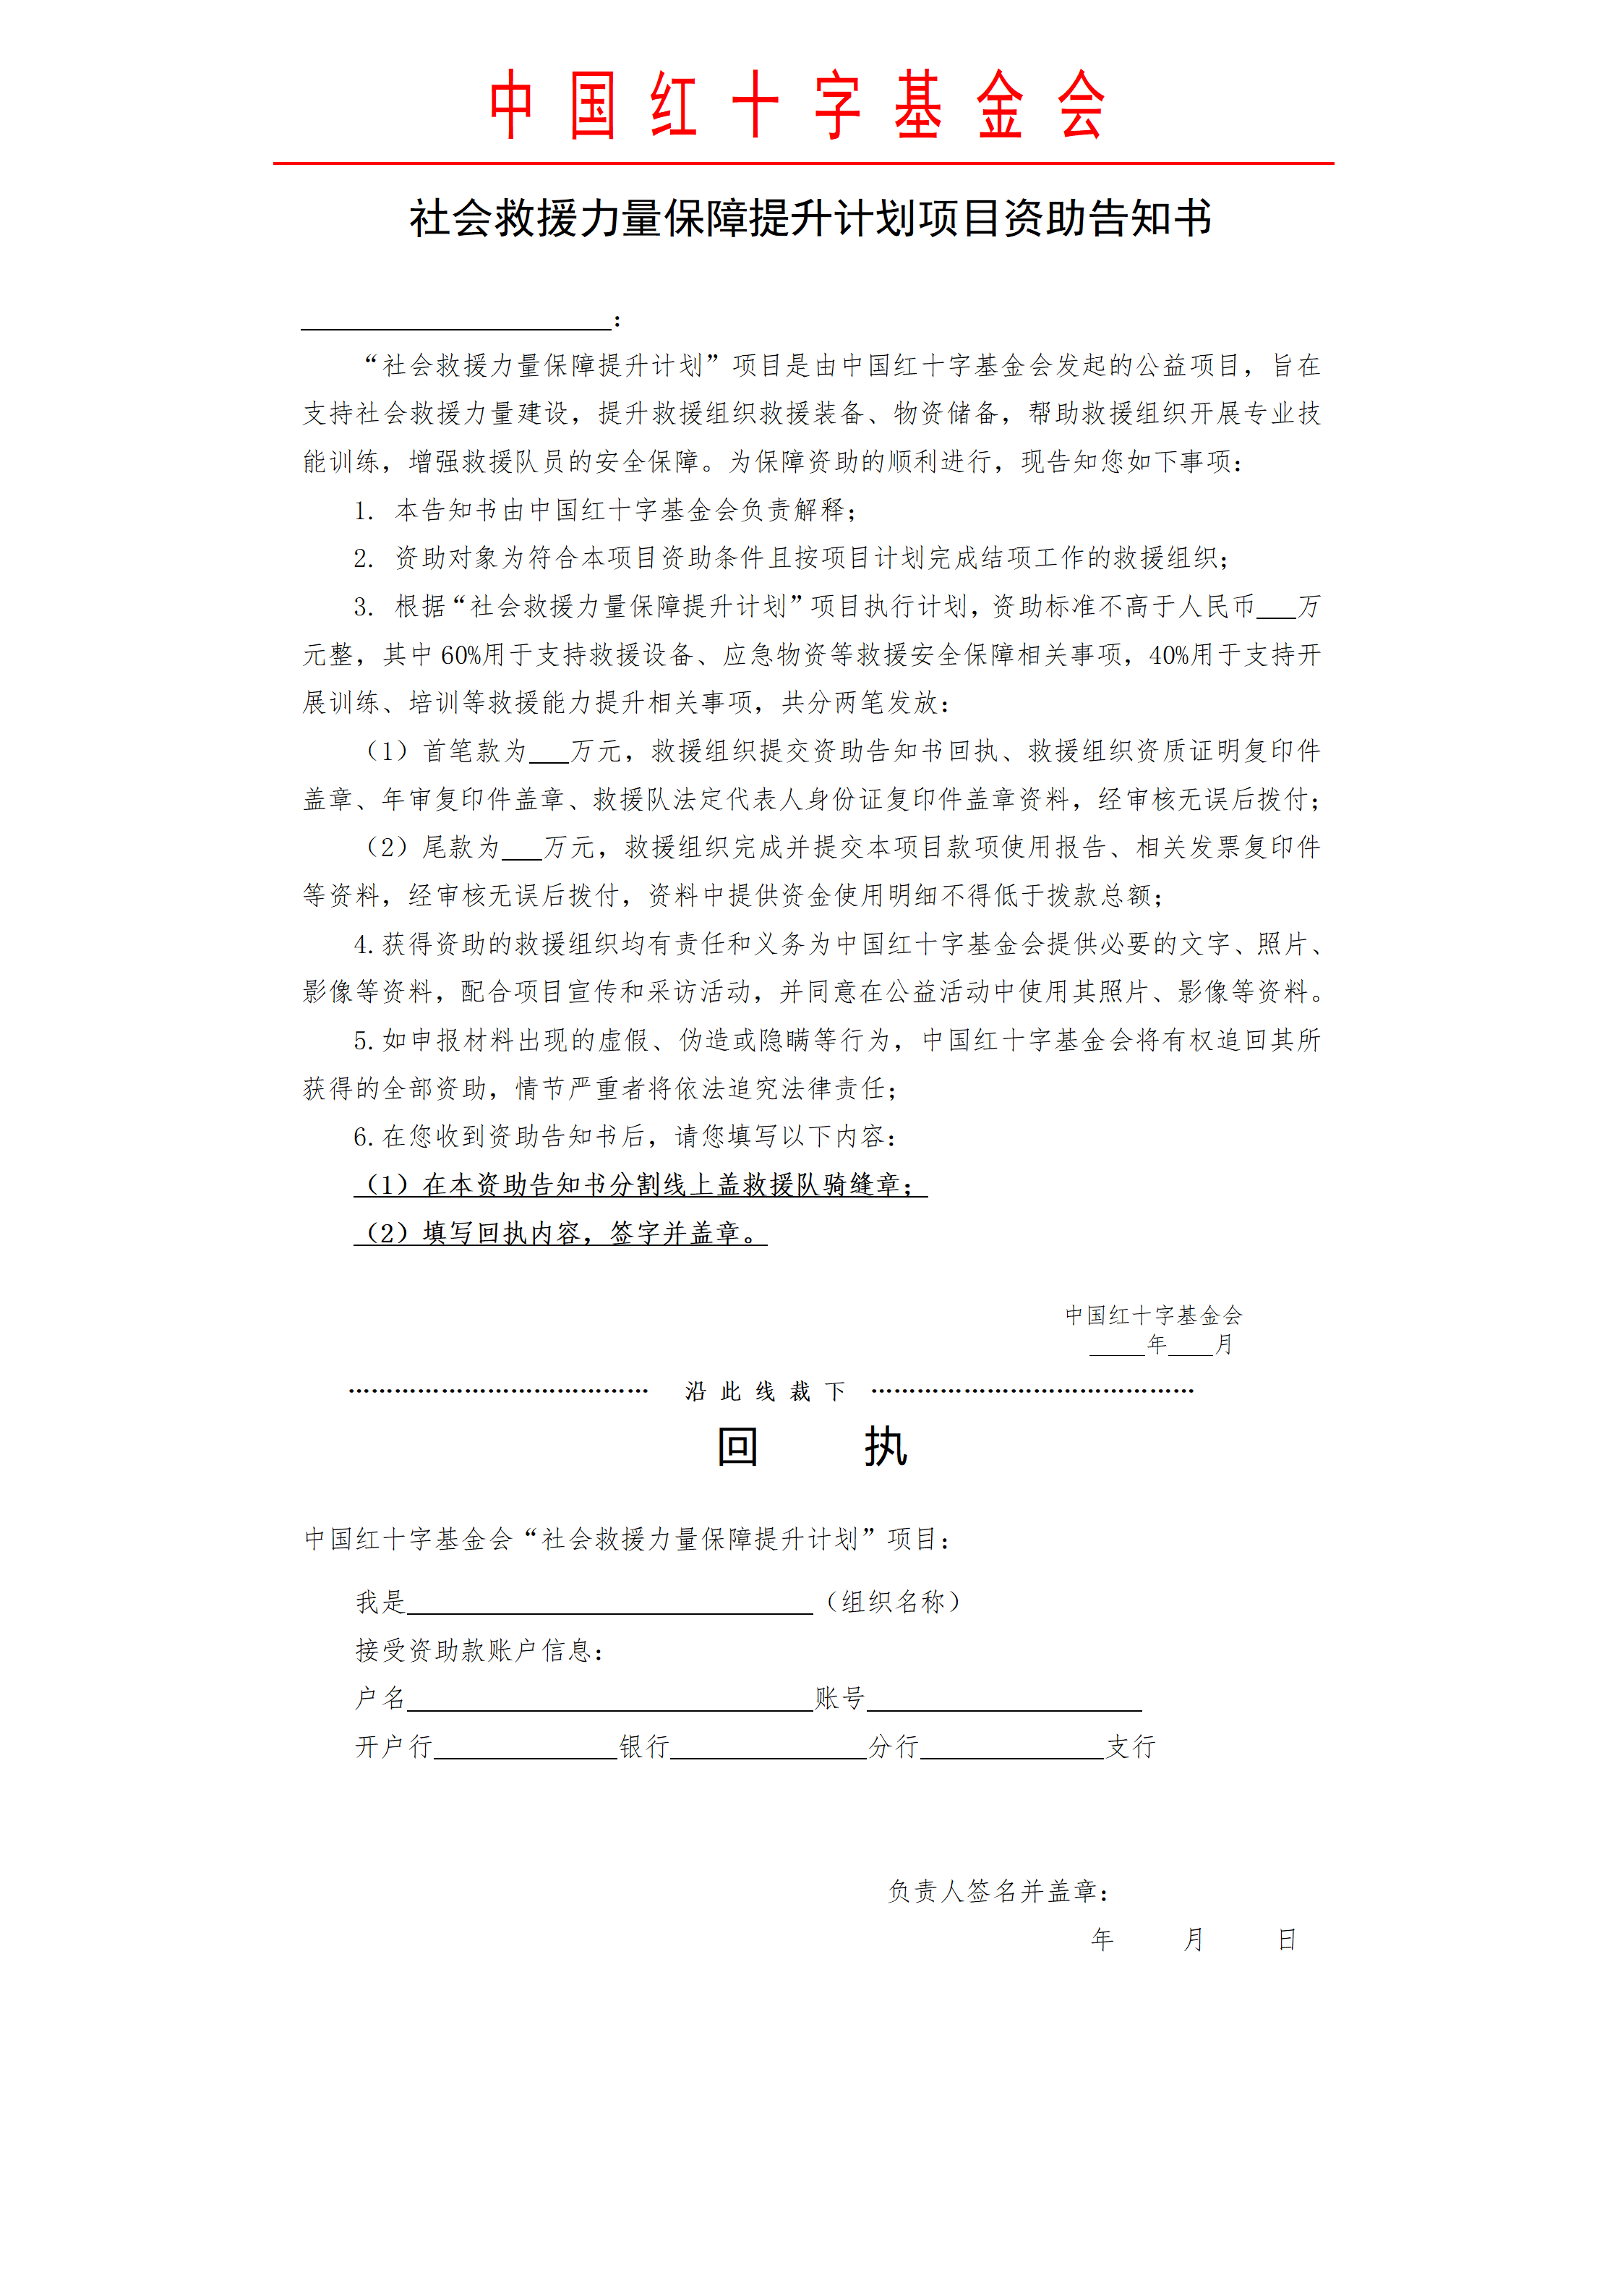 中国红十字基金会
社会救援力量保障提升计划项目资助告知书
：
“社会救援力量保障提升计划”项目是由中国红十字基金会发起的公益项目，旨在
支持社会救援力量建设，提升救援组织救援装备、物资储备，帮助救援组织开展专业技
能训练，增强救援队员的安全保障。为保障资助的顺利进行，现告知您如下事项：
1. 本告知书由中国红十字基金会负责解释；
2. 资助对象为符合本项目资助条件且按项目计划完成结项工作的救援组织；
3. 根据“社会救援力量保障提升计划”项目执行计划，资助标准不高于人民币___万
元整，其中 60%用于支持救援设备、应急物资等救援安全保障相关事项，40%用于支持开
展训练、培训等救援能力提升相关事项，共分两笔发放：
（1）首笔款为___万元，救援组织提交资助告知书回执、救援组织资质证明复印件
盖章、年审复印件盖章、救援队法定代表人身份证复印件盖章资料，经审核无误后拨付；
（2）尾款为___万元，救援组织完成并提交本项目款项使用报告、相关发票复印件
等资料，经审核无误后拨付，资料中提供资金使用明细不得低于拨款总额；
4.获得资助的救援组织均有责任和义务为中国红十字基金会提供必要的文字、照片、
影像等资料，配合项目宣传和采访活动，并同意在公益活动中使用其照片、影像等资料。
5.如申报材料出现的虚假、伪造或隐瞒等行为，中国红十字基金会将有权追回其所
获得的全部资助，情节严重者将依法追究法律责任；
6.在您收到资助告知书后，请您填写以下内容：
（1）在本资助告知书分割线上盖救援队骑缝章；
（2）填写回执内容，签字并盖章。
中国红十字基金会
_____年____月
…………………………………… 沿此线裁下 ……………………………………
回 执
中国红十字基金会“社会救援力量保障提升计划”项目：
我是______________________________（组织名称）
接受资助款账户信息：
户名______________________________账号____________________
开户行_____________银行______________分行_____________支行
负责人签名并盖章：
年 月 日